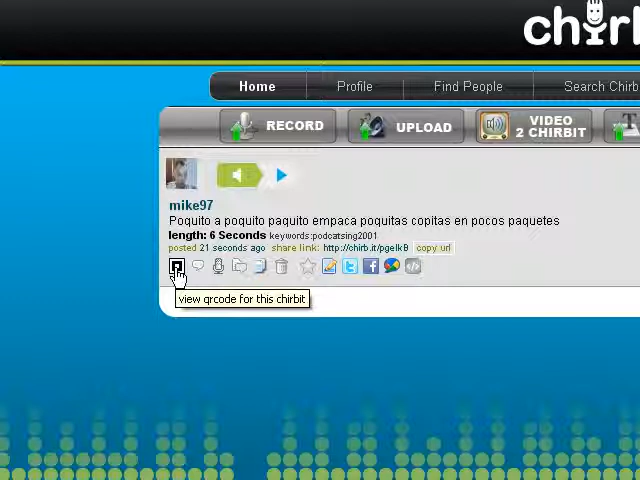 Home Profile Find People Search Chirb
RECORD UPLOAD VIDEO
2 CHIRBIT
mike97
Poquito a poquito paquito empaca poquitas copitas en pocos paquetes
length: 6 Seconds keywords:podcatsing2001
posted 21 seconds ago share link: http://chirb.it/pgelkB copy url
view qrcode for this chirbit